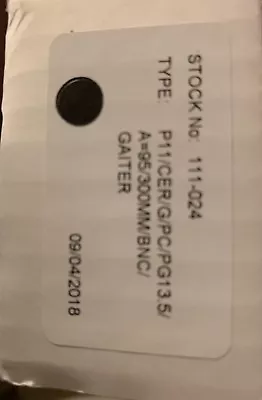 STOCK No: 111-024
TYPE: P11/CER/G/PC/PG13.5/
A=95/300MM/BNC/
GAITER
09/04/2018